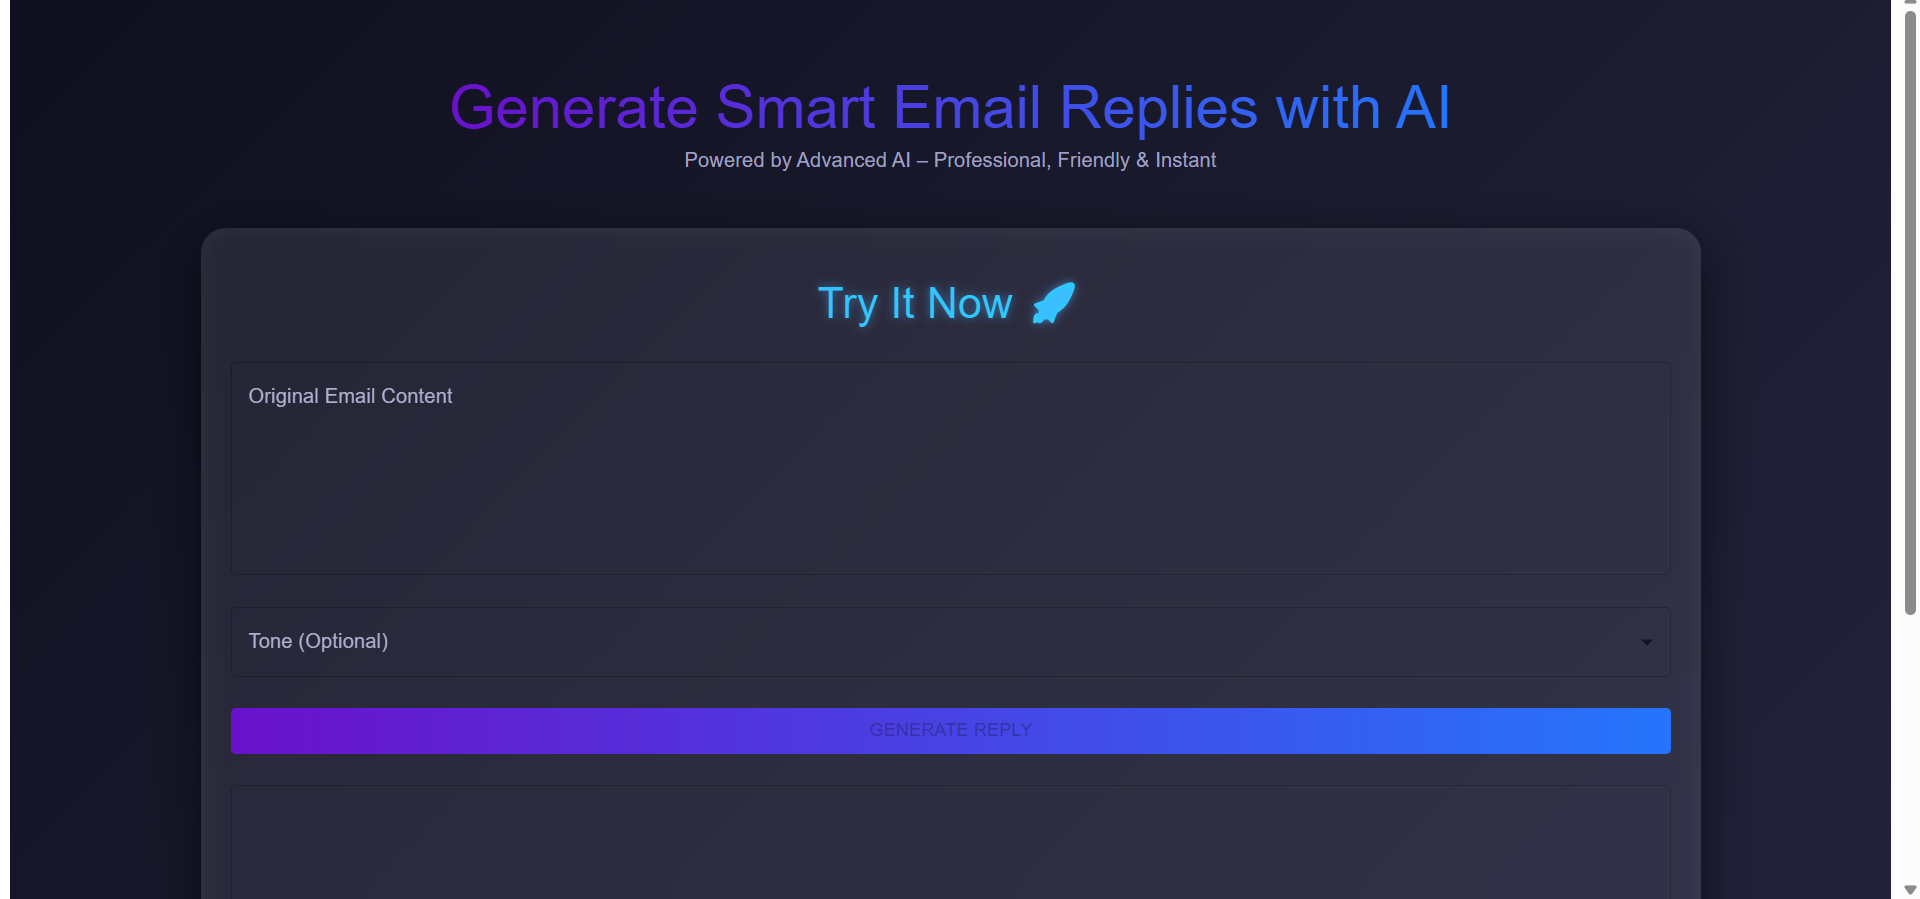 Generate Smart Email Replies with AI
Powered by Advanced AI – Professional, Friendly & Instant
Try It Now
Original Email Content
Tone (Optional)
GENERATE REPLY